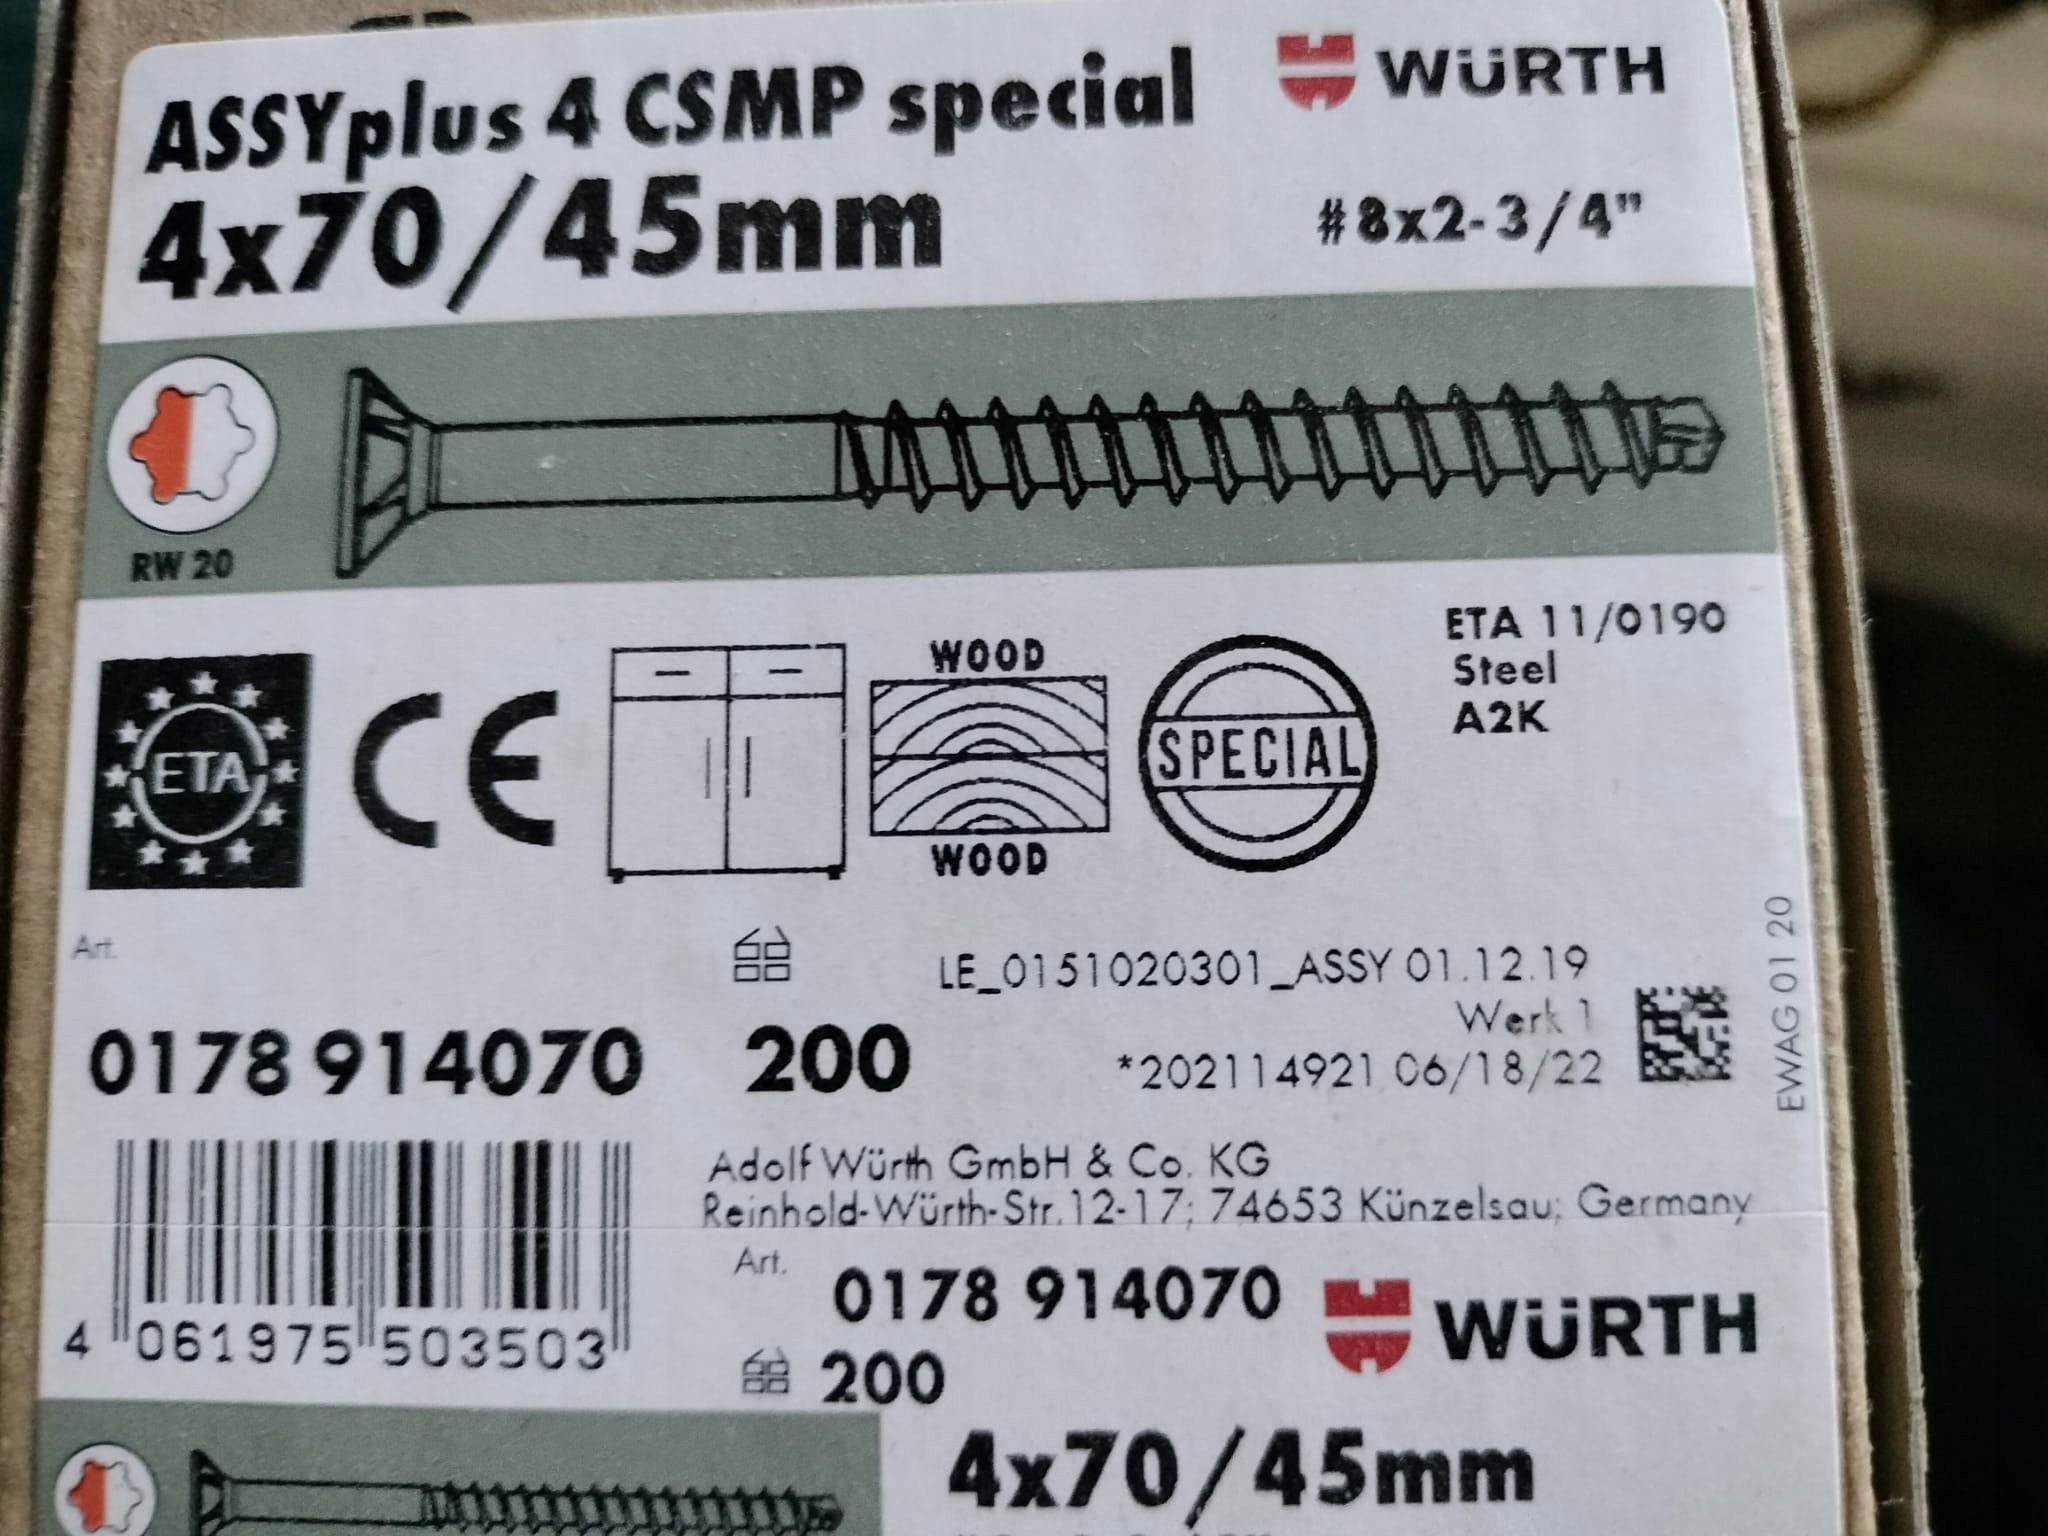 ASSYplus 4 CSMP special
WÜRTH
4x70/45mm
#8x2-3/4"
RW 20
ETA 11/0190
Steel
A2K
ETA
CE
WOOD
WOOD
SPECIAL
Art.
LE_0151020301_ASSY 01.12.19
Werk 1
0178 914070
200
*202114921 06/18/22
EWAG 01 20
Adolf Würth GmbH & Co. KG
Reinhold-Würth-Str.12-17; 74653 Künzelsau; Germany
4 061975 503503
Art.
0178 914070
WÜRTH
200
4x70/45mm